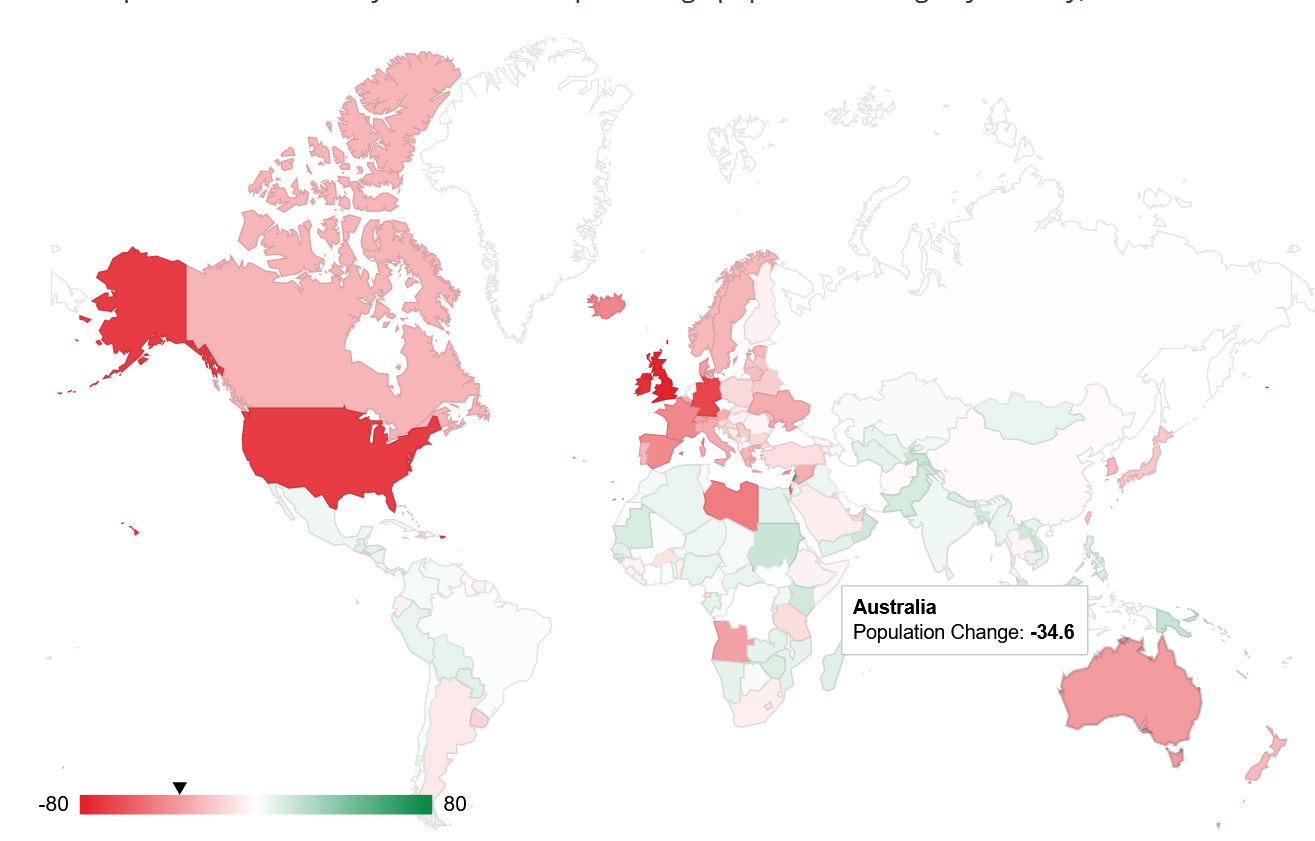 Australia
Population Change: -34.6
-80
80